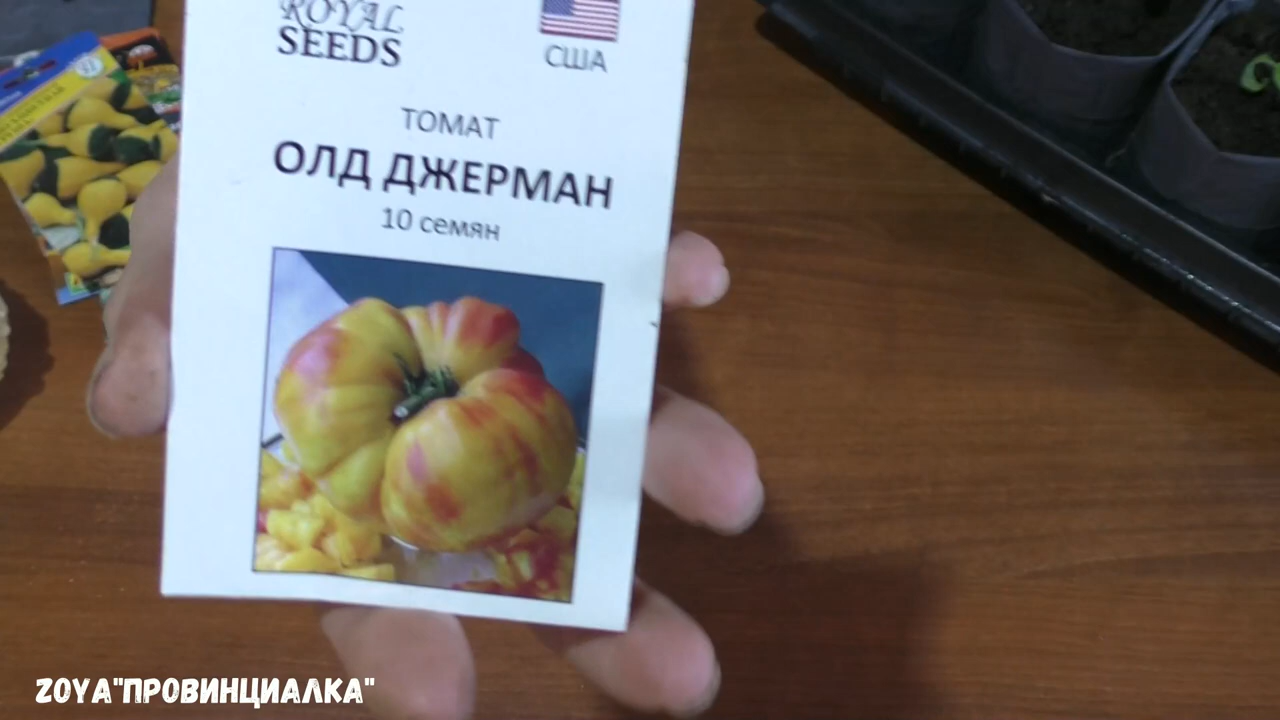 ROYAL
SEEDS
США
ТОМАТ
ОЛД ДЖЕРМАН
10 семян
ZOYA"ПРОВИНЦИАЛКА"